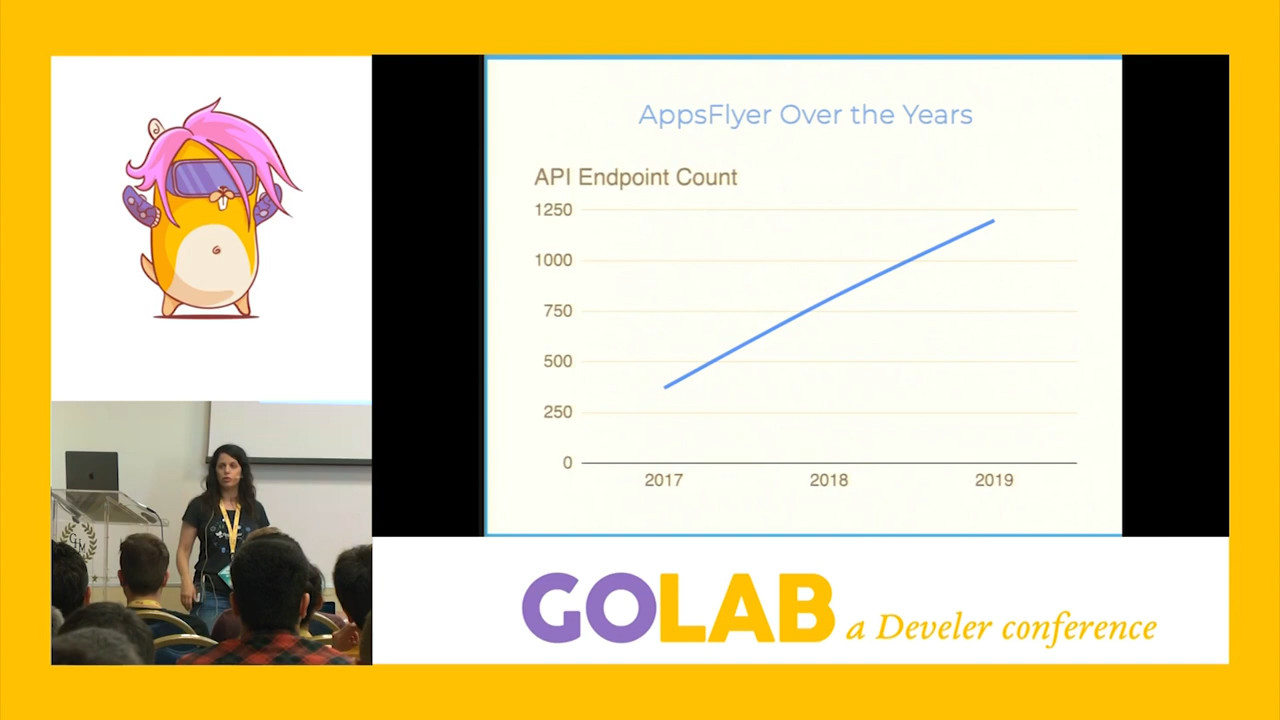 AppsFlyer Over the Years
API Endpoint Count
1250
1000
750
500
250
0
2017
2018
2019
GHM
GOLAB a Develer conference